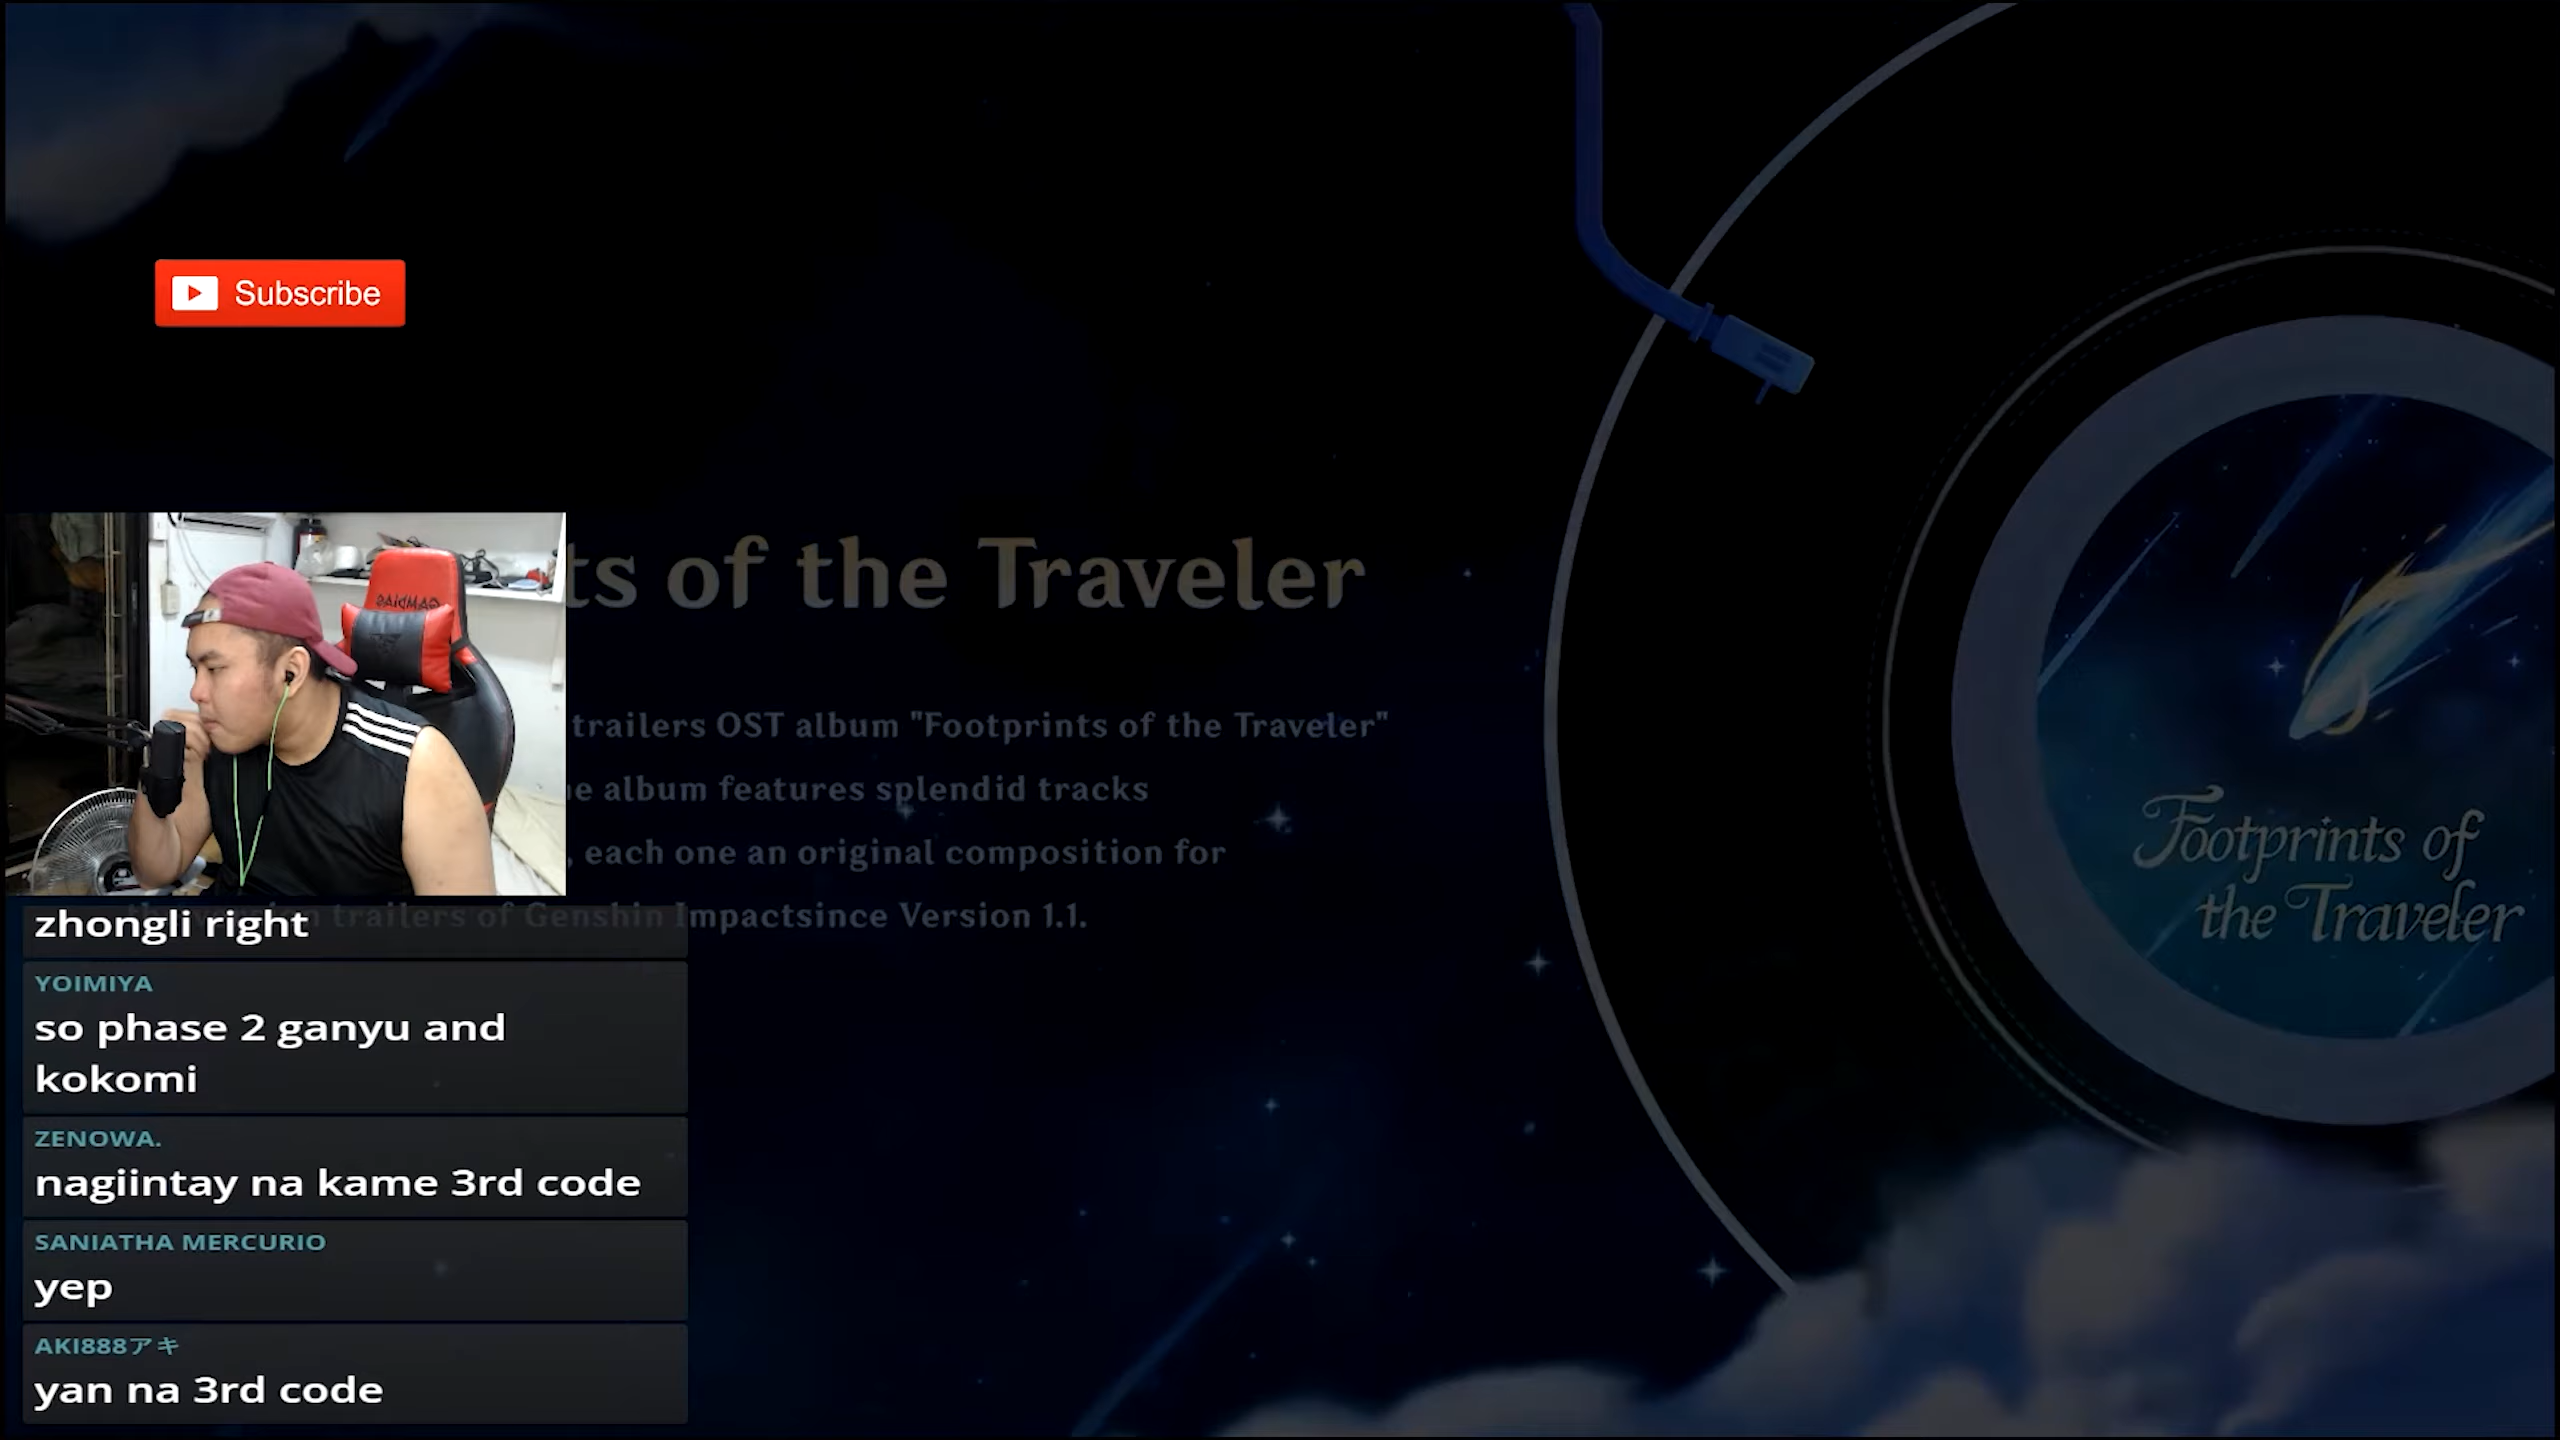 Subscribe
GAMDIAS
ts of the Traveler
trailers OST album "Footprints of the Traveler"
e album features splendid tracks
, each one an original composition for
trailers of Genshin Impactsince Version 1.1.
Footprints of
the Traveler
zhongli right
YOIMIYA
so phase 2 ganyu and
kokomi
ZENOWA.
nagiintay na kame 3rd code
SANIATHA MERCURIO
yep
AKI888アキ
yan na 3rd code